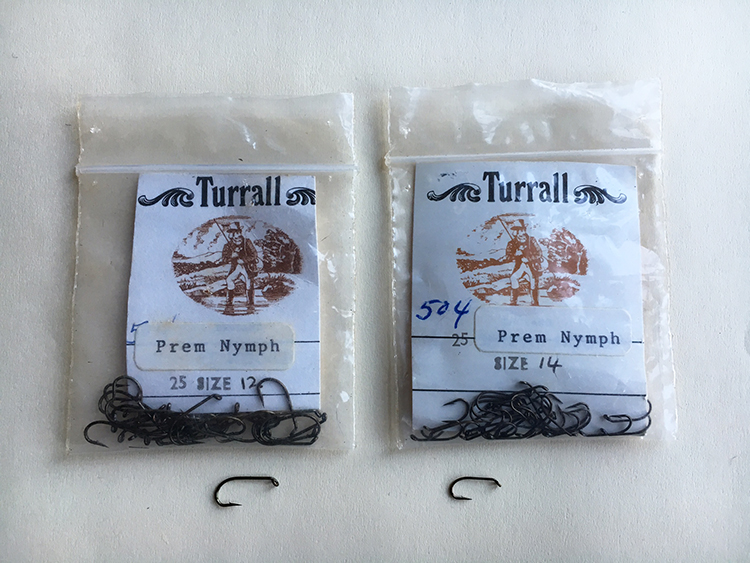 Turrall
Prem Nymph
25 SIZE 12
Turrall
504
25 Prem Nymph
SIZE 14